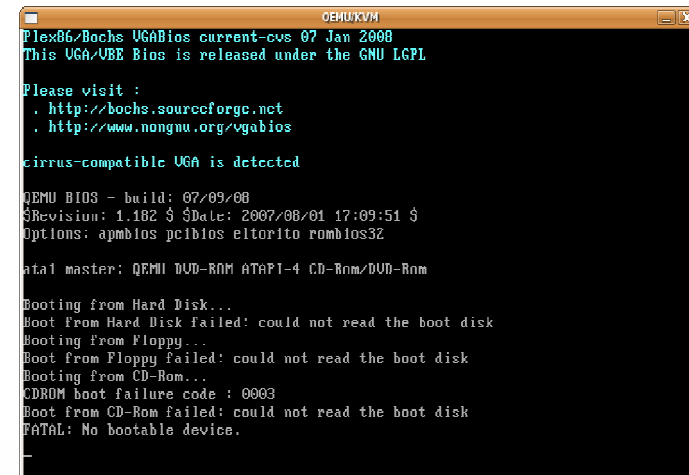 QEMU/KVM
Plex86/Bochs VGABios current-cvs 07 Jan 2008
This VGA/VBE Bios is released under the GNU LGPL
Please visit :
. http://bochs.sourceforge.net
. http://www.nongnu.org/vgabios
cirrus-compatible VGA is detected
QEMU BIOS - build: 07/09/08
$Revision: 1.182 $ $Date: 2007/08/01 17:09:51 $
Options: apmbios pcibios eltorito rombios32
ata1 master: QEMU DVD-ROM ATAPI-4 CD-Rom/DVD-Rom
Booting from Hard Disk...
Boot from Hard Disk failed: could not read the boot disk
Booting from Floppy...
Boot from Floppy failed: could not read the boot disk
Booting from CD-Rom...
CDROM boot failure code : 0003
Boot from CD-Rom failed: could not read the boot disk
FATAL: No bootable device.